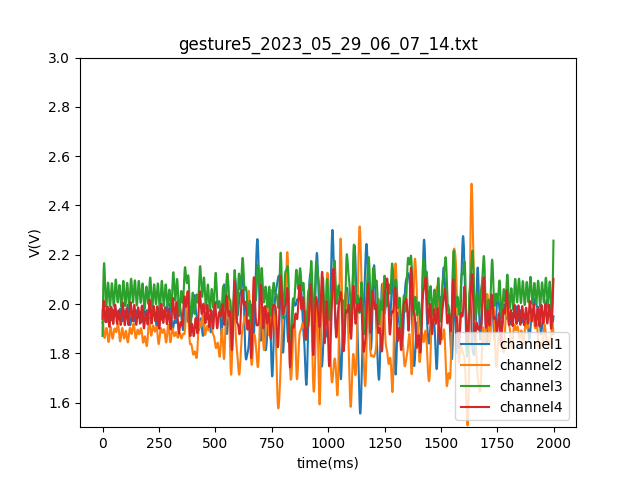 gesture5_2023_05_29_06_07_14.txt
3.0
2.8
2.6
2.4
2.2
2.0
1.8
1.6
V(V)
channel1
channel2
channel3
channel4
0 250 500 750 1000 1250 1500 1750 2000
time(ms)